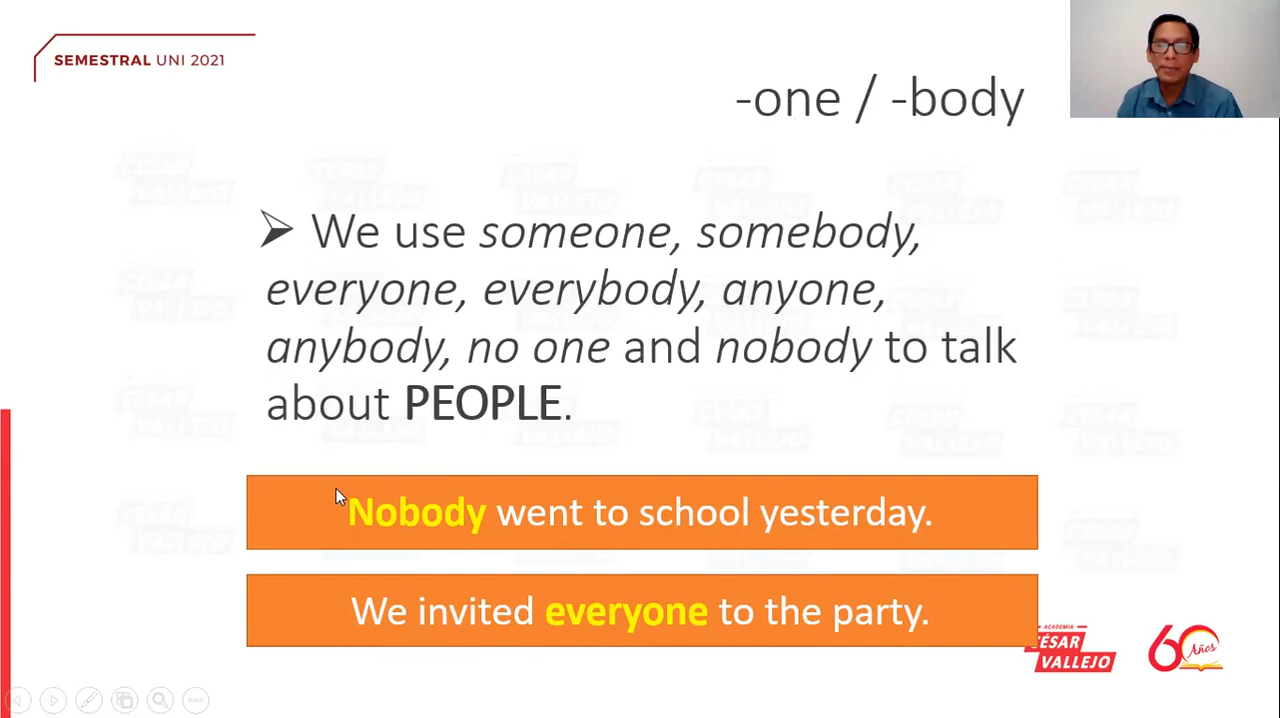 SEMESTRAL UNI 2021
-one / -body
We use someone, somebody,
everyone, everybody, anyone,
anybody, no one and nobody to talk
about PEOPLE.
Nobody went to school yesterday.
We invited everyone to the party.
ACADEMIA
CÉSAR
VALLEJO
60
Años